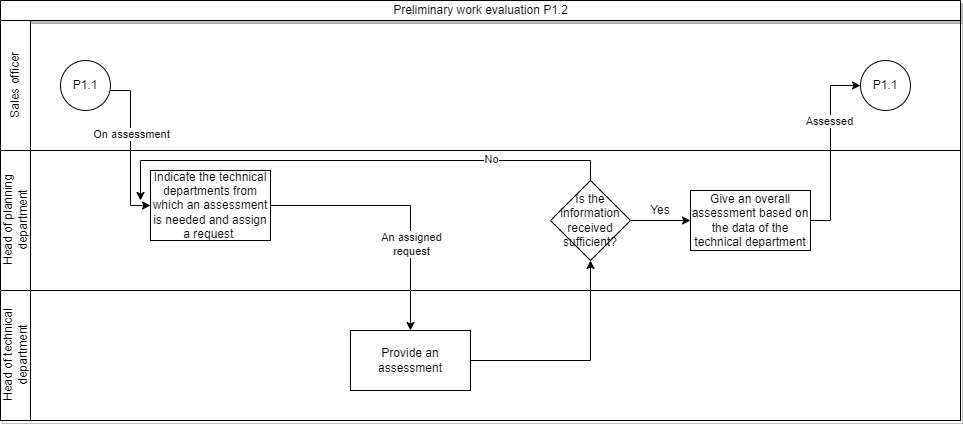 Preliminary work evaluation P1.2
Sales officer
P1.1
P1.1
On assessment
Assessed
Head of planning
department
No
Indicate the technical
departments from
which an assessment
is needed and assign
a request
An assigned
request
Is the
information
received
sufficient?
Yes
Give an overall
assessment based on
the data of the
technical department
Head of technical
department
Provide an
assessment